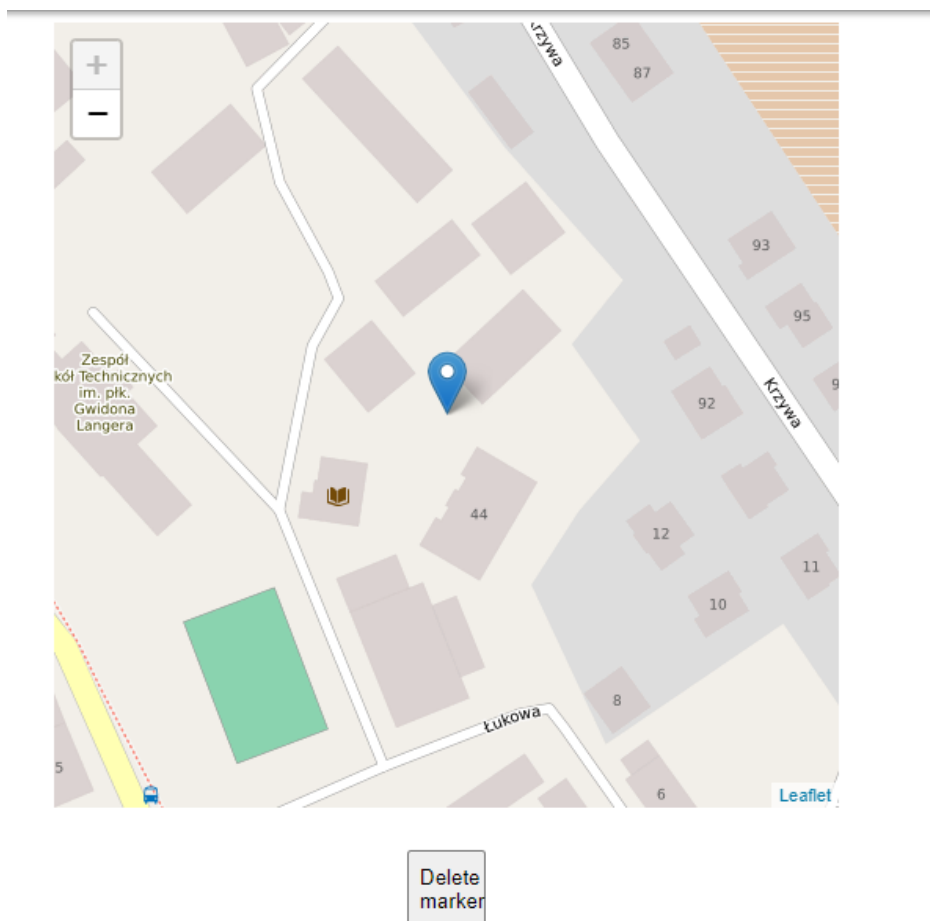 +
−
Krzywa
85
87
93
95
9
92
Krzywa
Zespół
kół Technicznych
im. płk.
Gwidona
Langera
44
12
11
10
8
Łukowa
5
6
Leaflet
Delete
marker